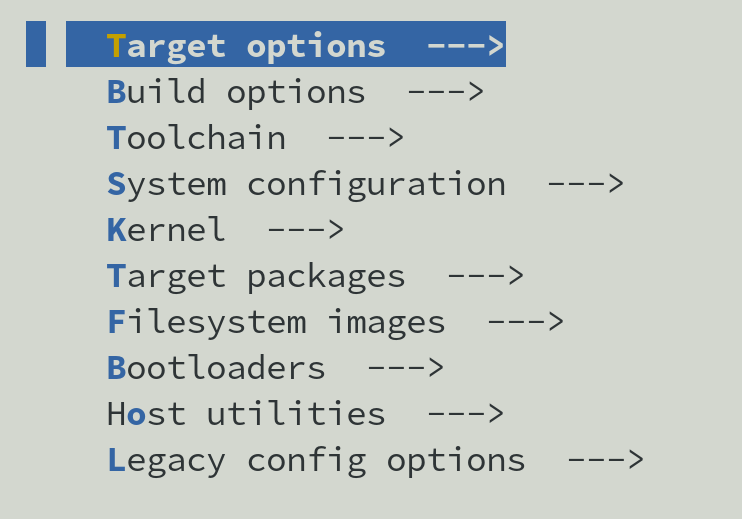 Target options  --->
Build options  --->
Toolchain  --->
System configuration  --->
Kernel  --->
Target packages  --->
Filesystem images  --->
Bootloaders  --->
Host utilities  --->
Legacy config options  --->